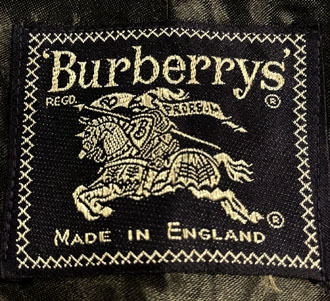 'Burberrys'
REGD.
PRORSUM
®
®
MADE IN ENGLAND